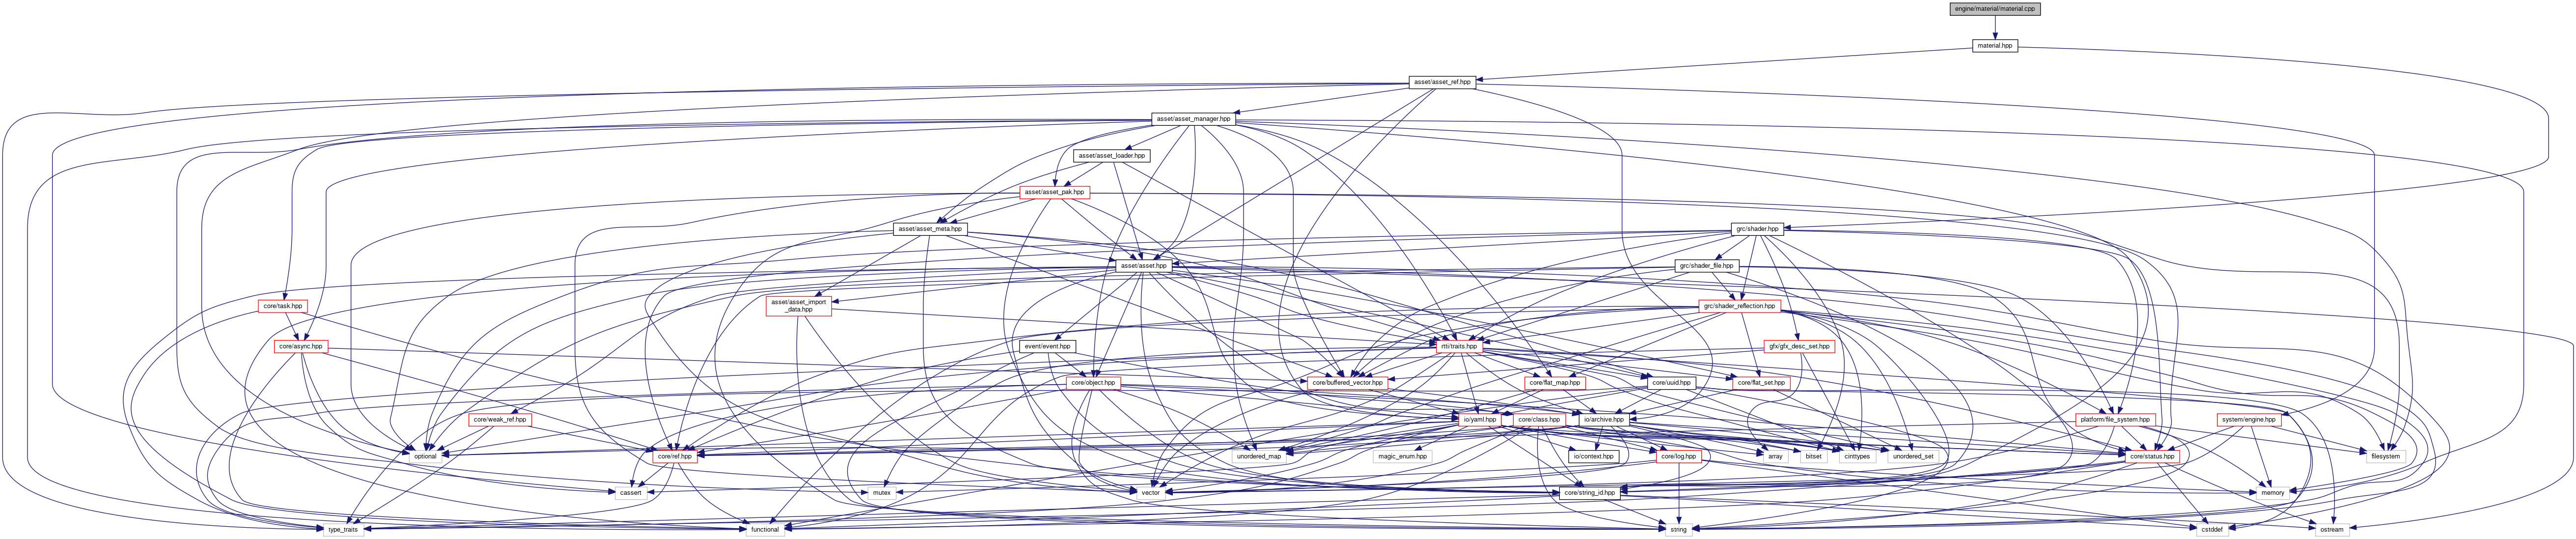 engine/material/material.cpp
material.hpp
asset/asset_ref.hpp
asset/asset_manager.hpp
asset/asset_loader.hpp
asset/asset_pak.hpp
asset/asset_meta.hpp
grc/shader.hpp
asset/asset.hpp
grc/shader_file.hpp
core/task.hpp
asset/asset_import
_data.hpp
grc/shader_reflection.hpp
core/async.hpp
event/event.hpp
rtti/traits.hpp
gfx/gfx_desc_set.hpp
core/object.hpp
core/buffered_vector.hpp
core/flat_map.hpp
core/uuid.hpp
core/flat_set.hpp
core/weak_ref.hpp
io/yaml.hpp
core/class.hpp
io/archive.hpp
platform/file_system.hpp
system/engine.hpp
optional
core/ref.hpp
unordered_map
magic_enum.hpp
io/context.hpp
core/log.hpp
array
bitset
cinttypes
unordered_set
core/status.hpp
filesystem
cassert
mutex
vector
core/string_id.hpp
memory
type_traits
functional
string
cstddef
ostream